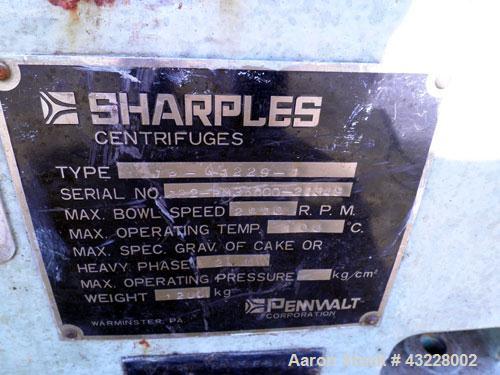 SHARPLES
CENTRIFUGES
TYPE
SERIAL NO.
MAX. BOWL SPEED R. P. M.
MAX. OPERATING TEMP °C.
MAX. SPEC. GRAV OF CAKE OR
HEAVY PHASE
MAX. OPERATING PRESSURE kg/cm²
WEIGHT kg
PENNWALT
CORPORATION
WARMINSTER, PA.
Aaron Stock # 43228002